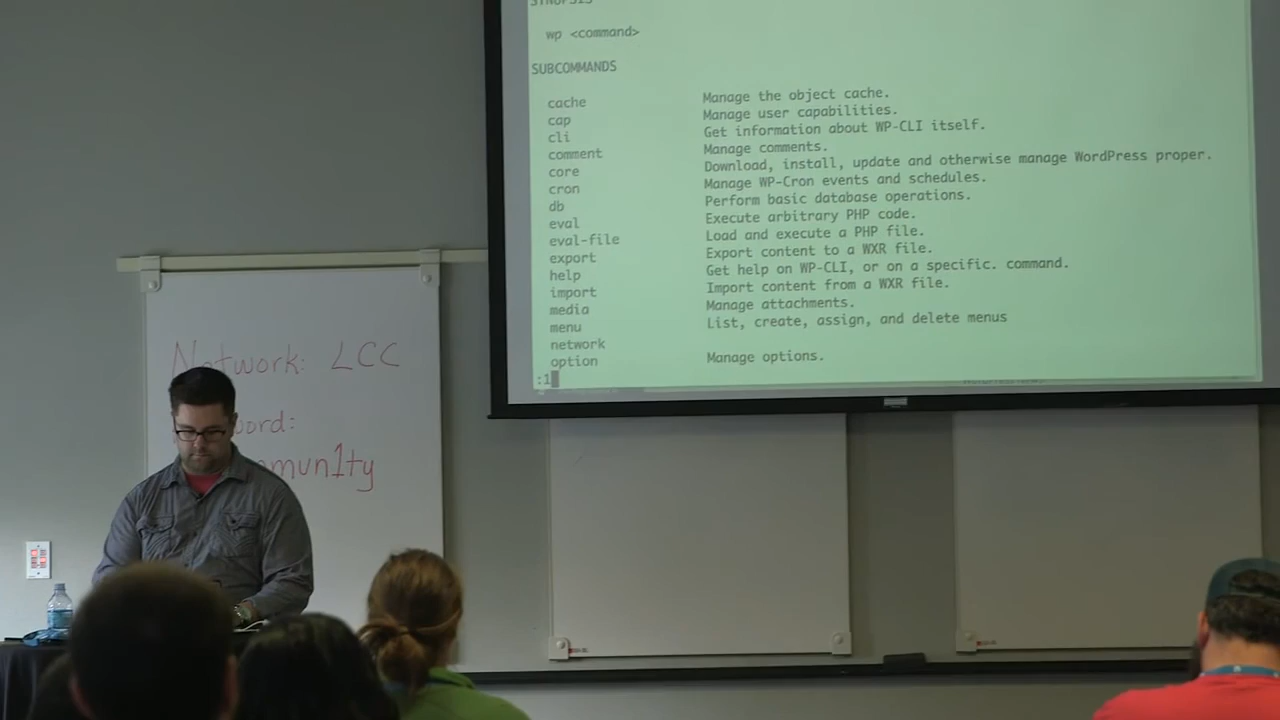 SYNOPSIS
wp <command>
SUBCOMMANDS
cache Manage the object cache.
cap Manage user capabilities.
cli Get information about WP-CLI itself.
comment Manage comments.
core Download, install, update and otherwise manage WordPress proper.
cron Manage WP-Cron events and schedules.
db Perform basic database operations.
eval Execute arbitrary PHP code.
eval-file Load and execute a PHP file.
export Export content to a WXR file.
help Get help on WP-CLI, or on a specific. command.
import Import content from a WXR file.
media Manage attachments.
menu List, create, assign, and delete menus
network
option Manage options.
:1
Network: LCC
ord:
mun1ty